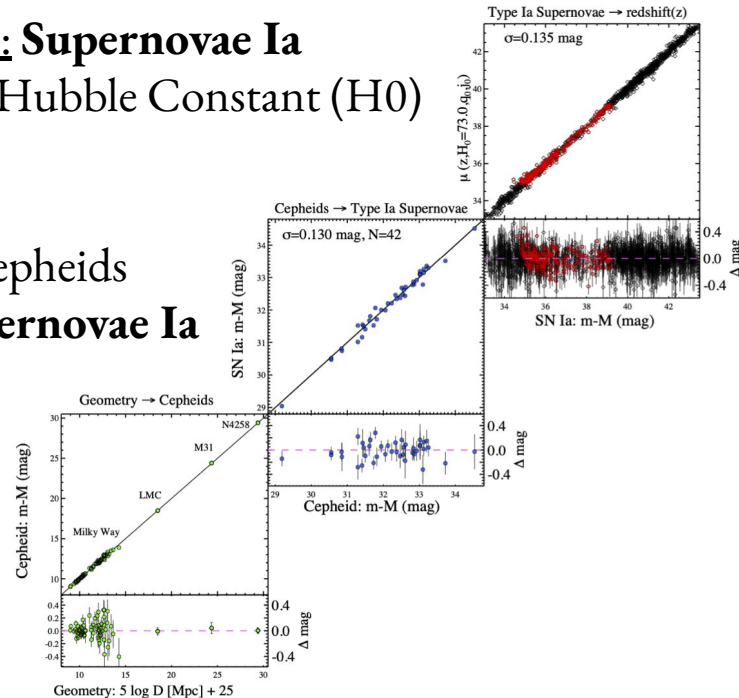 : Supernovae Ia
Hubble Constant (H0)
epheids
ernovae Ia
Type Ia Supernovae → redshift(z)
σ=0.135 mag
μ (z,H₀=73.0,q₀,j₀)
42
40
38
36
34
0.4
0.0
-0.4
Δ mag
34 36 38 40 42
SN Ia: m-M (mag)
Cepheids → Type Ia Supernovae
σ=0.130 mag, N=42
SN Ia: m-M (mag)
34
33
32
31
30
29
0.4
0.0
-0.4
Δ mag
29 30 31 32 33 34
Cepheid: m-M (mag)
Geometry → Cepheids
N4258
M31
LMC
Milky Way
Cepheid: m-M (mag)
30
25
20
15
10
0.4
0.2
0.0
-0.2
-0.4
0.4
0.0
-0.4
Δ mag
10 15 20 25 30
Geometry: 5 log D [Mpc] + 25